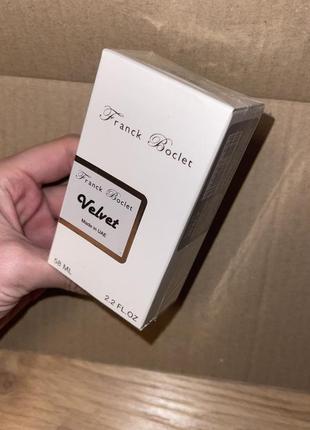 Franck Boclet
Franck Boclet
Velvet
Made in UAE
58 ML
2.2 FL.OZ